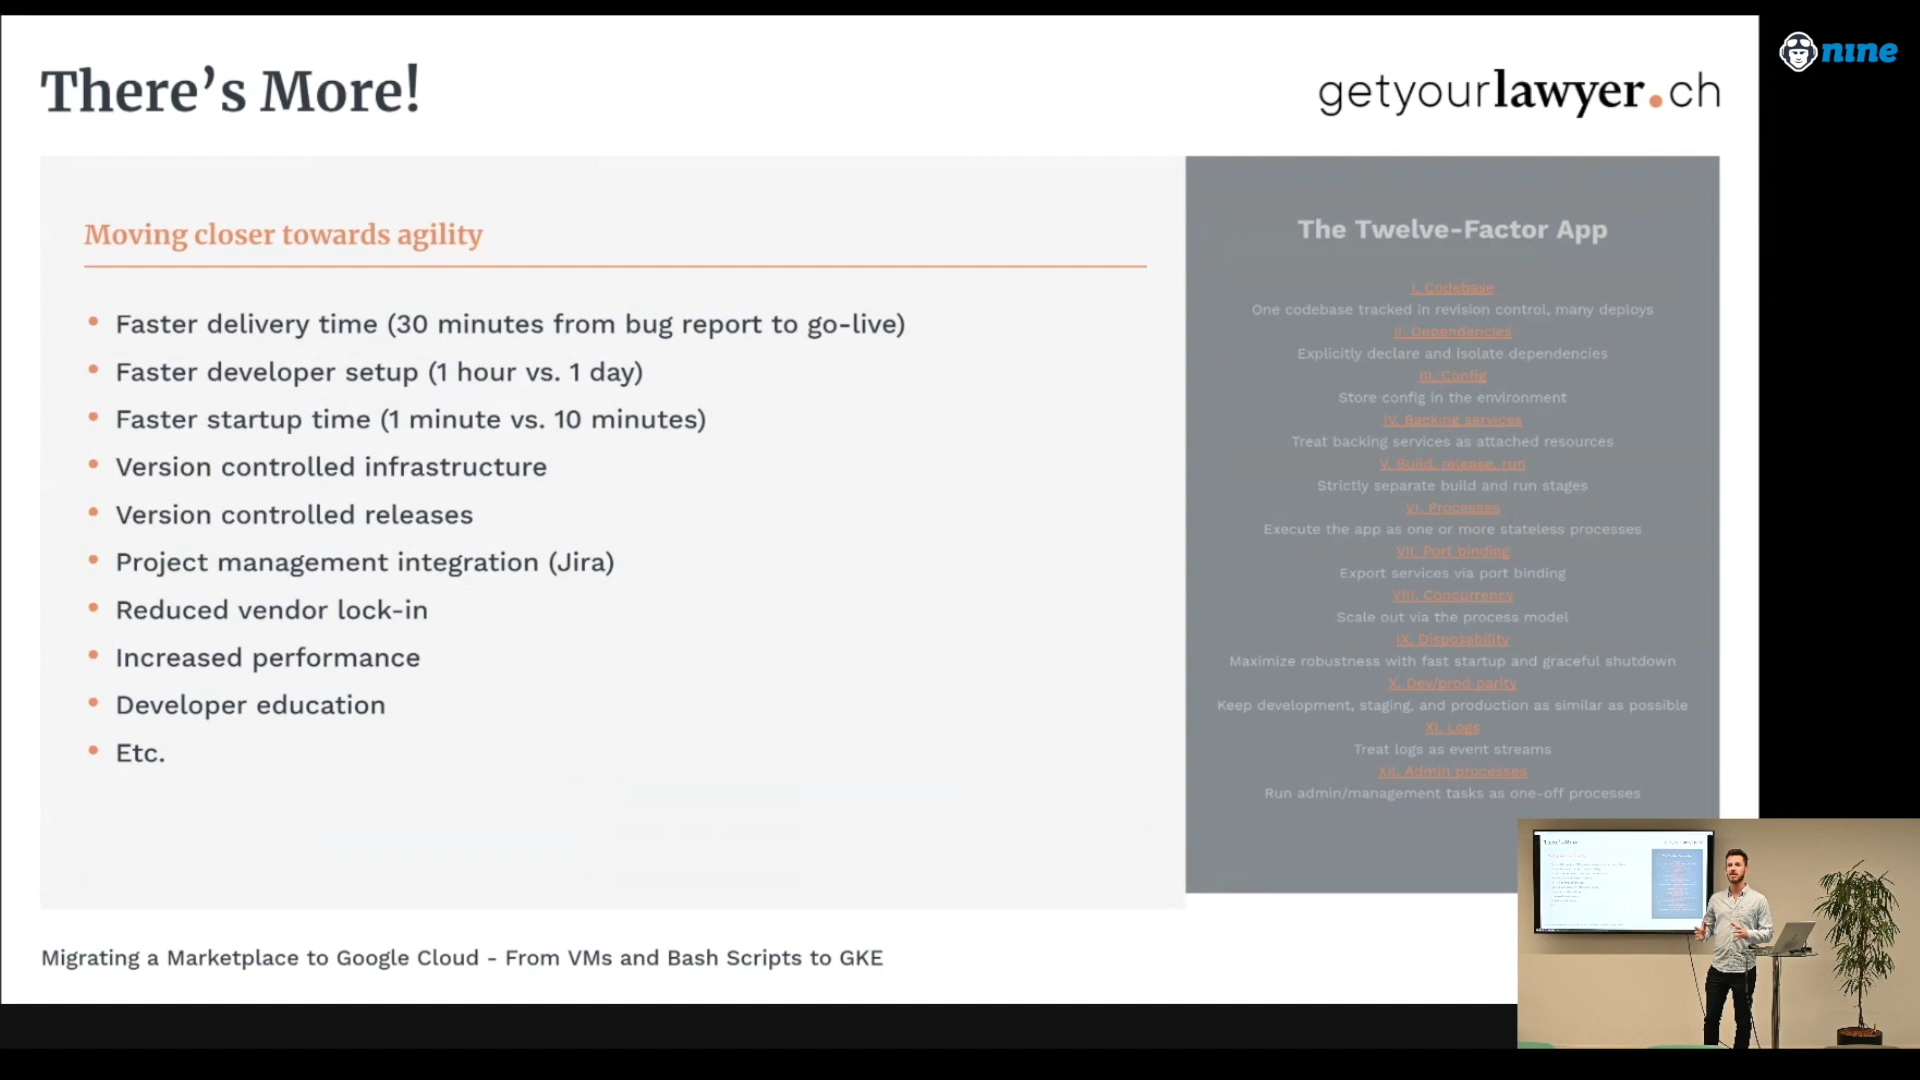 There's More!
getyourlawyer.ch
nine
Moving closer towards agility
• Faster delivery time (30 minutes from bug report to go-live)
• Faster developer setup (1 hour vs. 1 day)
• Faster startup time (1 minute vs. 10 minutes)
• Version controlled infrastructure
• Version controlled releases
• Project management integration (Jira)
• Reduced vendor lock-in
• Increased performance
• Developer education
• Etc.
The Twelve-Factor App
I. Codebase
One codebase tracked in revision control, many deploys
II. Dependencies
Explicitly declare and isolate dependencies
III. Config
Store config in the environment
IV. Backing services
Treat backing services as attached resources
V. Build, release, run
Strictly separate build and run stages
VI. Processes
Execute the app as one or more stateless processes
VII. Port binding
Export services via port binding
VIII. Concurrency
Scale out via the process model
IX. Disposability
Maximize robustness with fast startup and graceful shutdown
X. Dev/prod parity
Keep development, staging, and production as similar as possible
XI. Logs
Treat logs as event streams
XII. Admin processes
Run admin/management tasks as one-off processes
Migrating a Marketplace to Google Cloud - From VMs and Bash Scripts to GKE